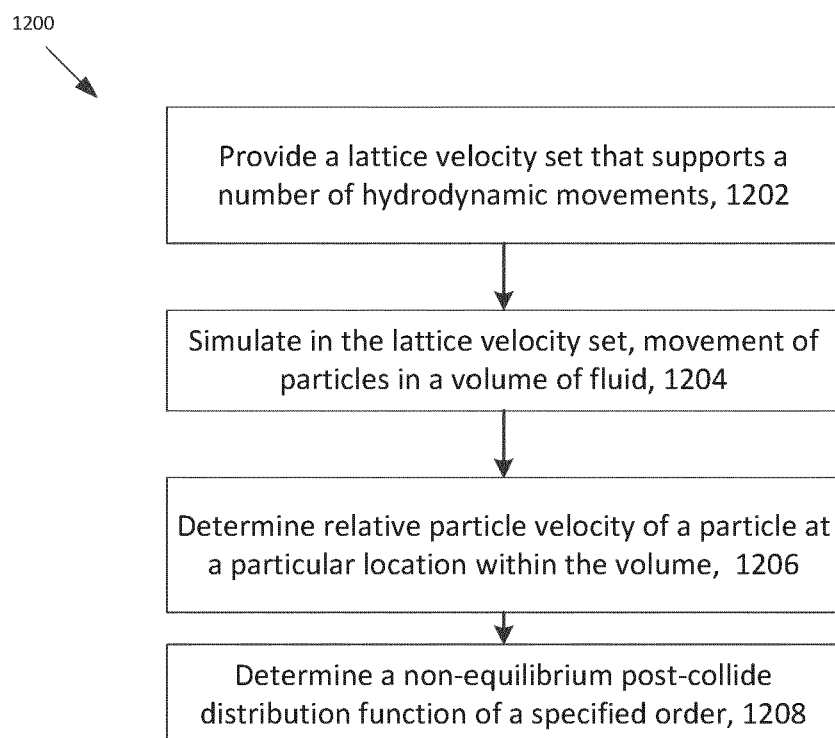 1200
Provide a lattice velocity set that supports a
number of hydrodynamic movements, 1202
Simulate in the lattice velocity set, movement of
particles in a volume of fluid, 1204
Determine relative particle velocity of a particle at
a particular location within the volume, 1206
Determine a non-equilibrium post-collide
distribution function of a specified order, 1208